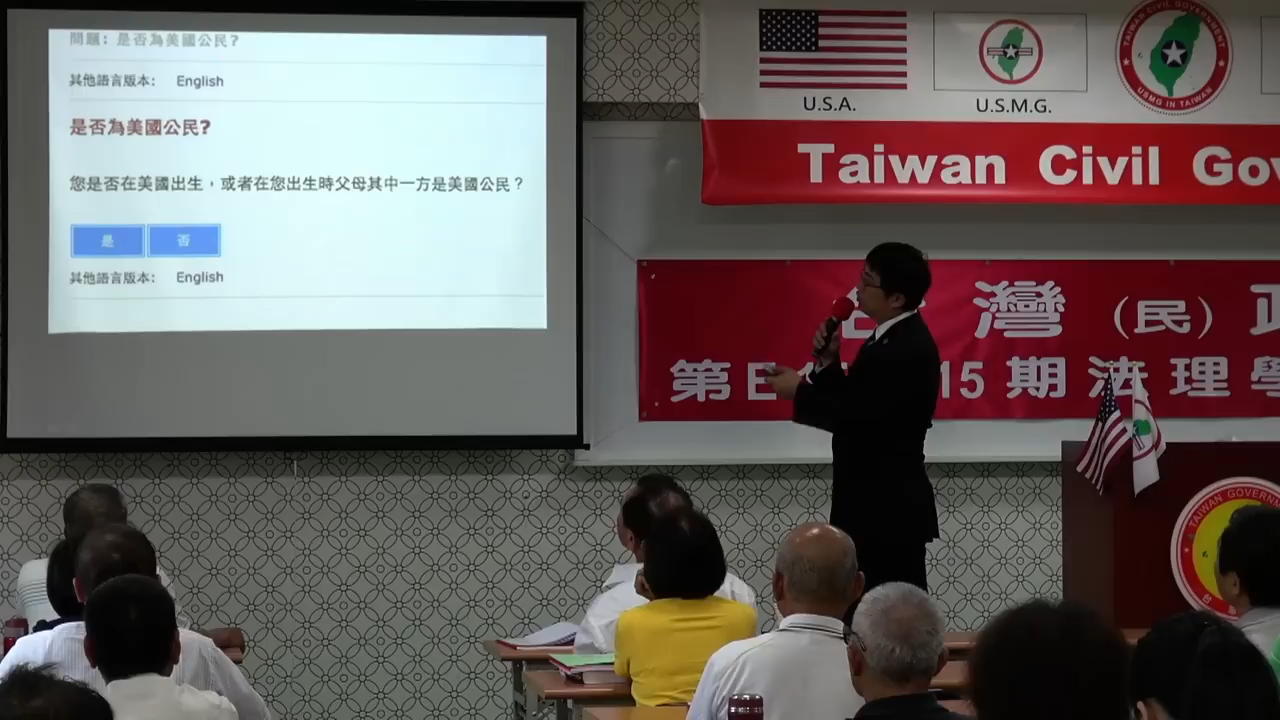 問題: 是否為美國公民?
其他語言版本: English
是否為美國公民?
您是否在美國出生,或者在您出生時父母其中一方是美國公民?
是 否
其他語言版本: English
U.S.A.
U.S.M.G.
TAIWAN CIVIL GOVERNMENT
USMG IN TAIWAN
Taiwan Civil Gov
灣 (民) 政
第
15 期 法 理 學
TAIWAN GOVERNM